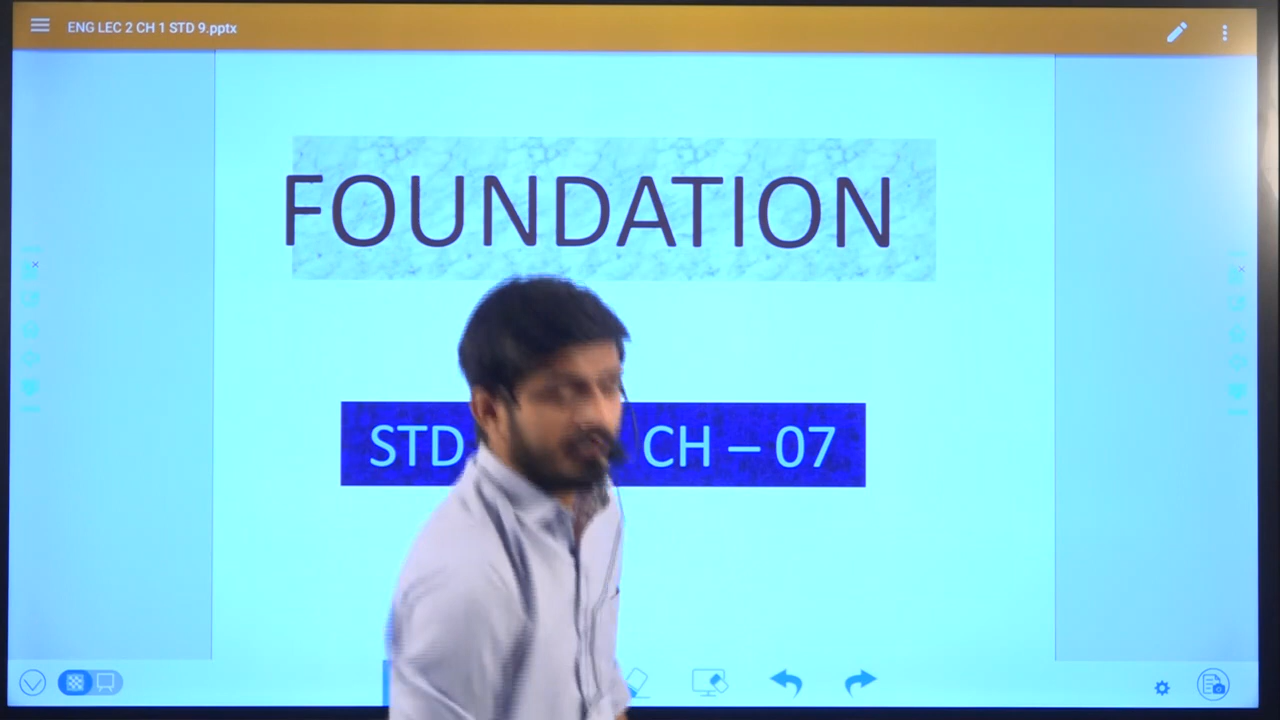 ENG LEC 2 CH 1 STD 9.pptx
FOUNDATION
STD CH – 07